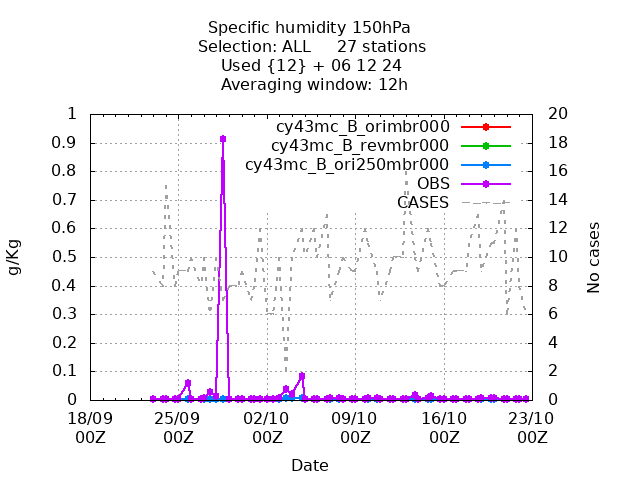 Specific humidity 150hPa
Selection: ALL 27 stations
Used {12} + 06 12 24
Averaging window: 12h
cy43mc_B_orimbr000
cy43mc_B_revmbr000
cy43mc_B_ori250mbr000
OBS
CASES
g/Kg
1
0.9
0.8
0.7
0.6
0.5
0.4
0.3
0.2
0.1
0
20
18
16
14
12
10
8
6
4
2
0
No cases
18/09 25/09 02/10 09/10 16/10 23/10
00Z 00Z 00Z 00Z 00Z 00Z
Date